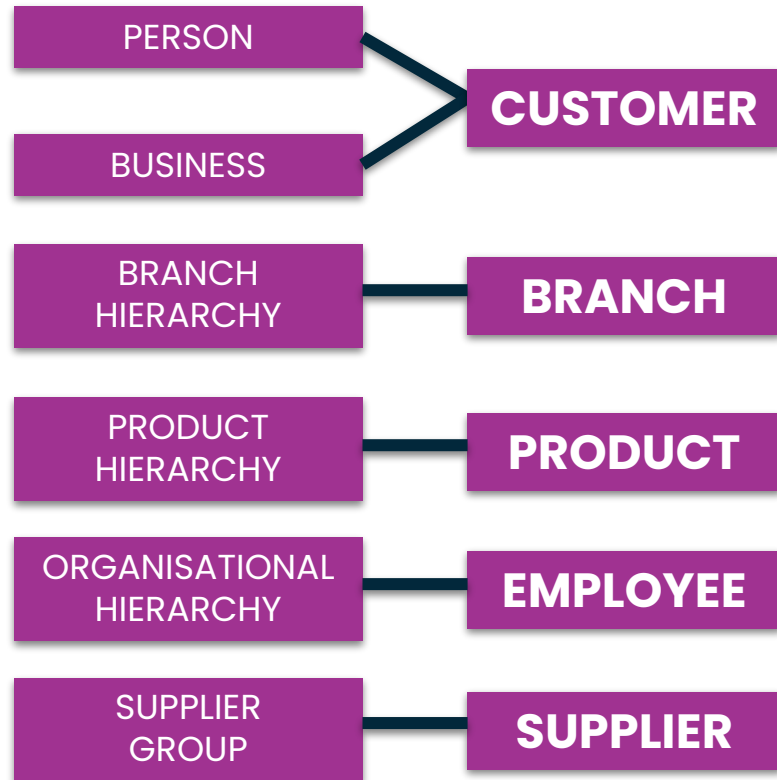 PERSON
CUSTOMER
BUSINESS
BRANCH
HIERARCHY
BRANCH
PRODUCT
HIERARCHY
PRODUCT
ORGANISATIONAL
HIERARCHY
EMPLOYEE
SUPPLIER
GROUP
SUPPLIER